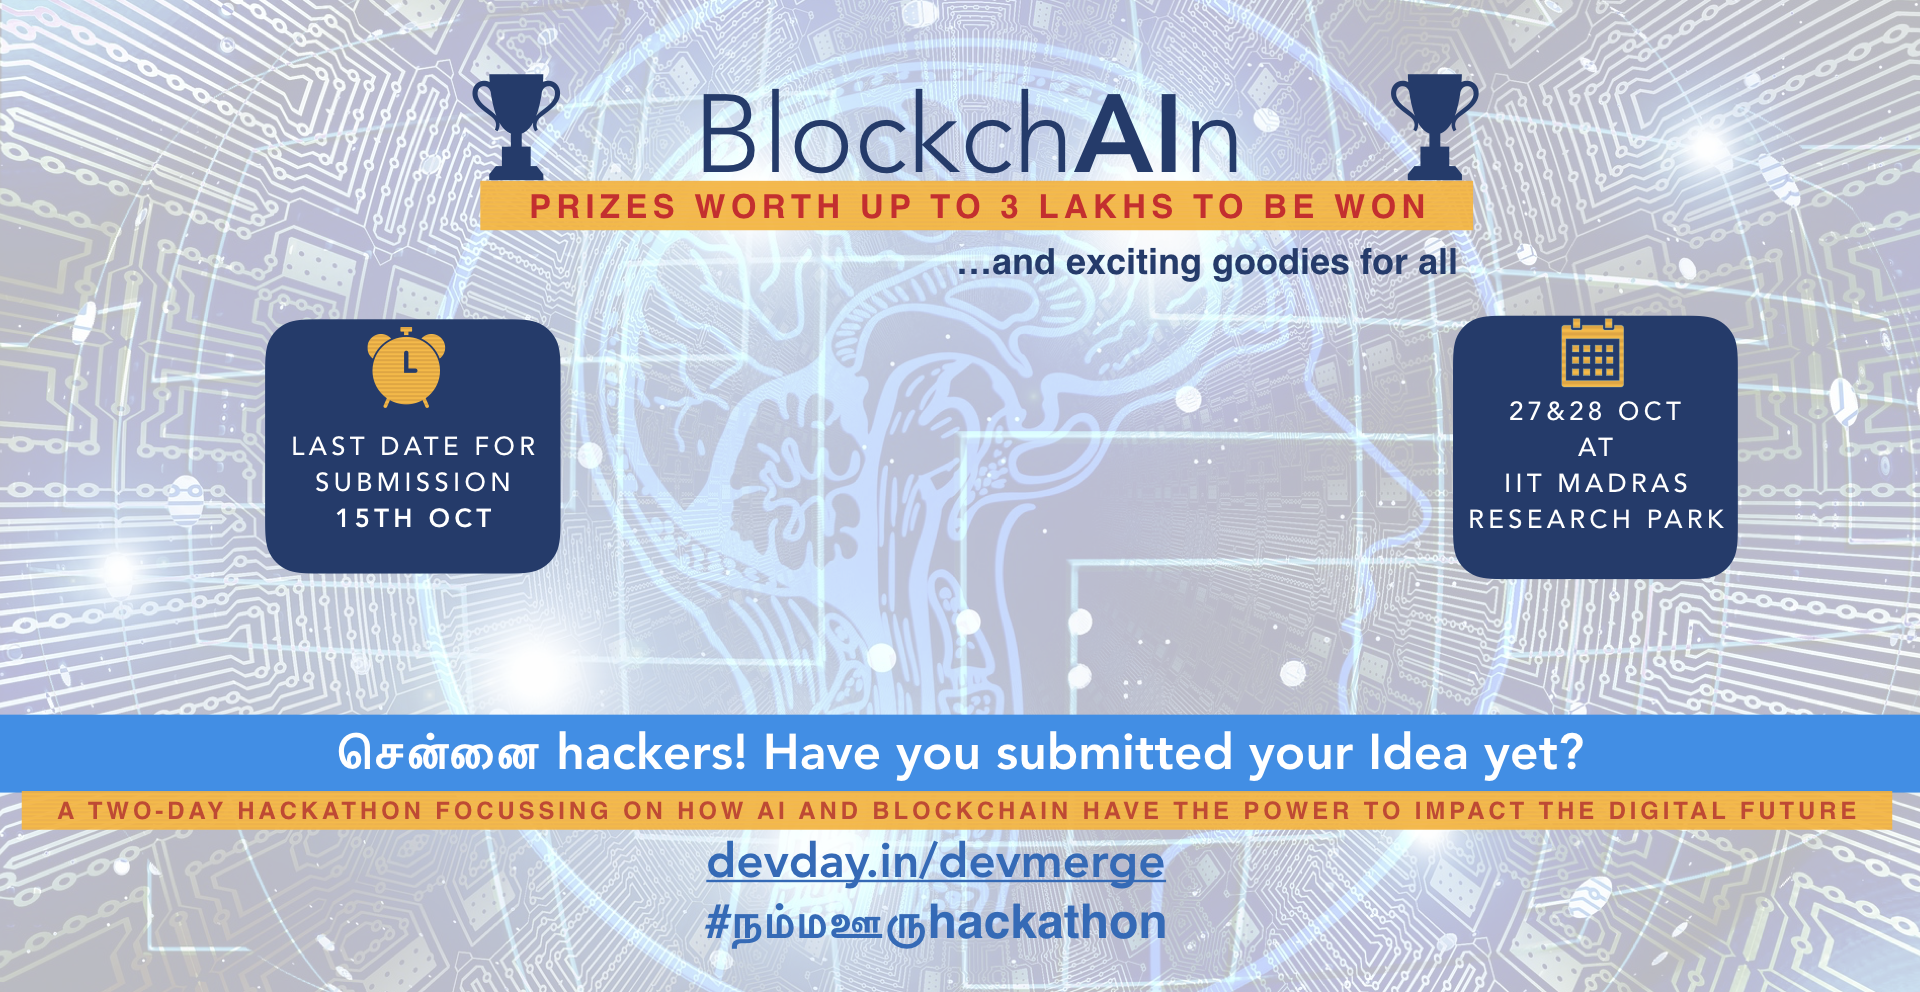 BlockchAIn
PRIZES WORTH UP TO 3 LAKHS TO BE WON
...and exciting goodies for all
LAST DATE FOR
SUBMISSION
15TH OCT
27&28 OCT
AT
IIT MADRAS
RESEARCH PARK
சென்னை hackers! Have you submitted your Idea yet?
A TWO-DAY HACKATHON FOCUSSING ON HOW AI AND BLOCKCHAIN HAVE THE POWER TO IMPACT THE DIGITAL FUTURE
devday.in/devmerge
#நம்மஊருhackathon